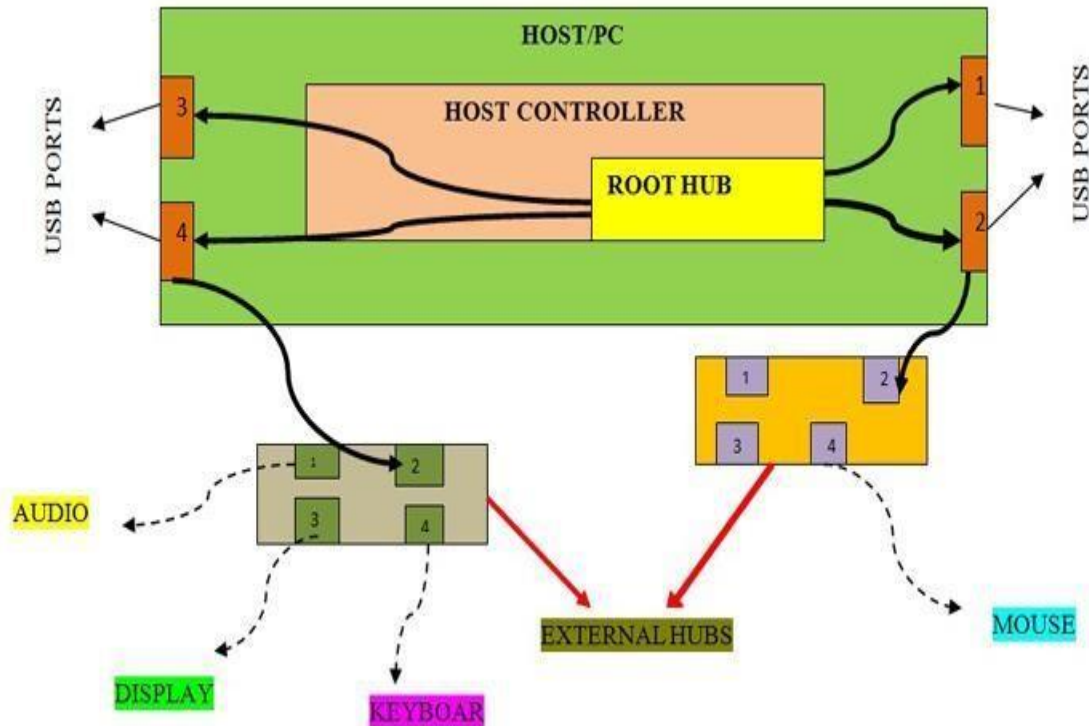 HOST/PC
HOST CONTROLLER
ROOT HUB
USB PORTS
3
4
1
2
USB PORTS
1
2
3
4
1
2
3
4
AUDIO
DISPLAY
KEYBOAR
EXTERNAL HUBS
MOUSE